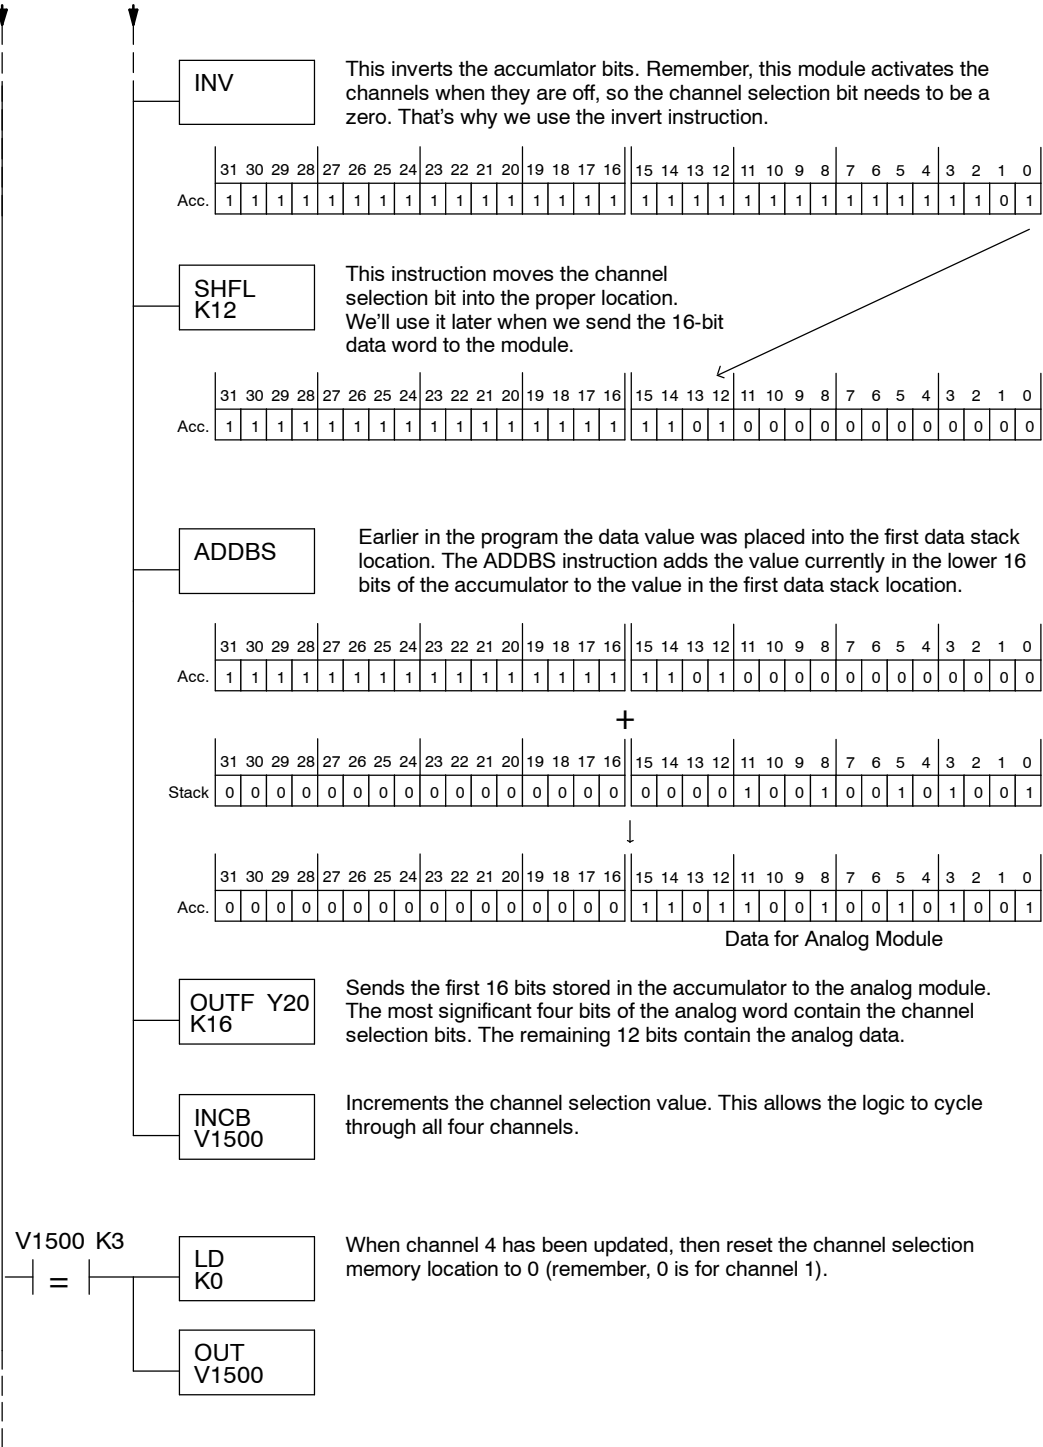 INV
This inverts the accumlator bits. Remember, this module activates the
channels when they are off, so the channel selection bit needs to be a
zero. That's why we use the invert instruction.
31 30 29 28 27 26 25 24 23 22 21 20 19 18 17 16 15 14 13 12 11 10 9 8 7 6 5 4 3 2 1 0
Acc. 1 1 1 1 1 1 1 1 1 1 1 1 1 1 1 1 1 1 1 1 1 1 1 1 1 1 1 1 1 1 0 1
SHFL
K12
This instruction moves the channel
selection bit into the proper location.
We'll use it later when we send the 16-bit
data word to the module.
31 30 29 28 27 26 25 24 23 22 21 20 19 18 17 16 15 14 13 12 11 10 9 8 7 6 5 4 3 2 1 0
Acc. 1 1 1 1 1 1 1 1 1 1 1 1 1 1 1 1 1 1 0 1 0 0 0 0 0 0 0 0 0 0 0 0
ADDBS
Earlier in the program the data value was placed into the first data stack
location. The ADDBS instruction adds the value currently in the lower 16
bits of the accumulator to the value in the first data stack location.
31 30 29 28 27 26 25 24 23 22 21 20 19 18 17 16 15 14 13 12 11 10 9 8 7 6 5 4 3 2 1 0
Acc. 1 1 1 1 1 1 1 1 1 1 1 1 1 1 1 1 1 1 0 1 0 0 0 0 0 0 0 0 0 0 0 0
+
31 30 29 28 27 26 25 24 23 22 21 20 19 18 17 16 15 14 13 12 11 10 9 8 7 6 5 4 3 2 1 0
Stack 0 0 0 0 0 0 0 0 0 0 0 0 0 0 0 0 0 0 0 0 1 0 0 1 0 0 1 0 1 0 0 1
31 30 29 28 27 26 25 24 23 22 21 20 19 18 17 16 15 14 13 12 11 10 9 8 7 6 5 4 3 2 1 0
Acc. 0 0 0 0 0 0 0 0 0 0 0 0 0 0 0 0 1 1 0 1 1 0 0 1 0 0 1 0 1 0 0 1
Data for Analog Module
OUTF Y20
K16
Sends the first 16 bits stored in the accumulator to the analog module.
The most significant four bits of the analog word contain the channel
selection bits. The remaining 12 bits contain the analog data.
INCB
V1500
Increments the channel selection value. This allows the logic to cycle
through all four channels.
V1500 K3
=
LD
K0
When channel 4 has been updated, then reset the channel selection
memory location to 0 (remember, 0 is for channel 1).
OUT
V1500